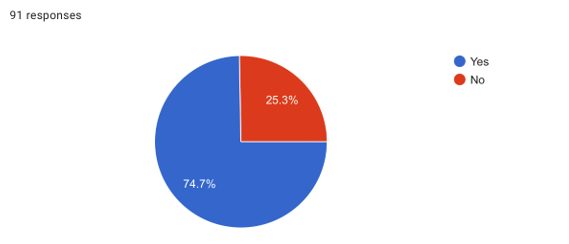 91 responses
Yes
No
25.3%
74.7%